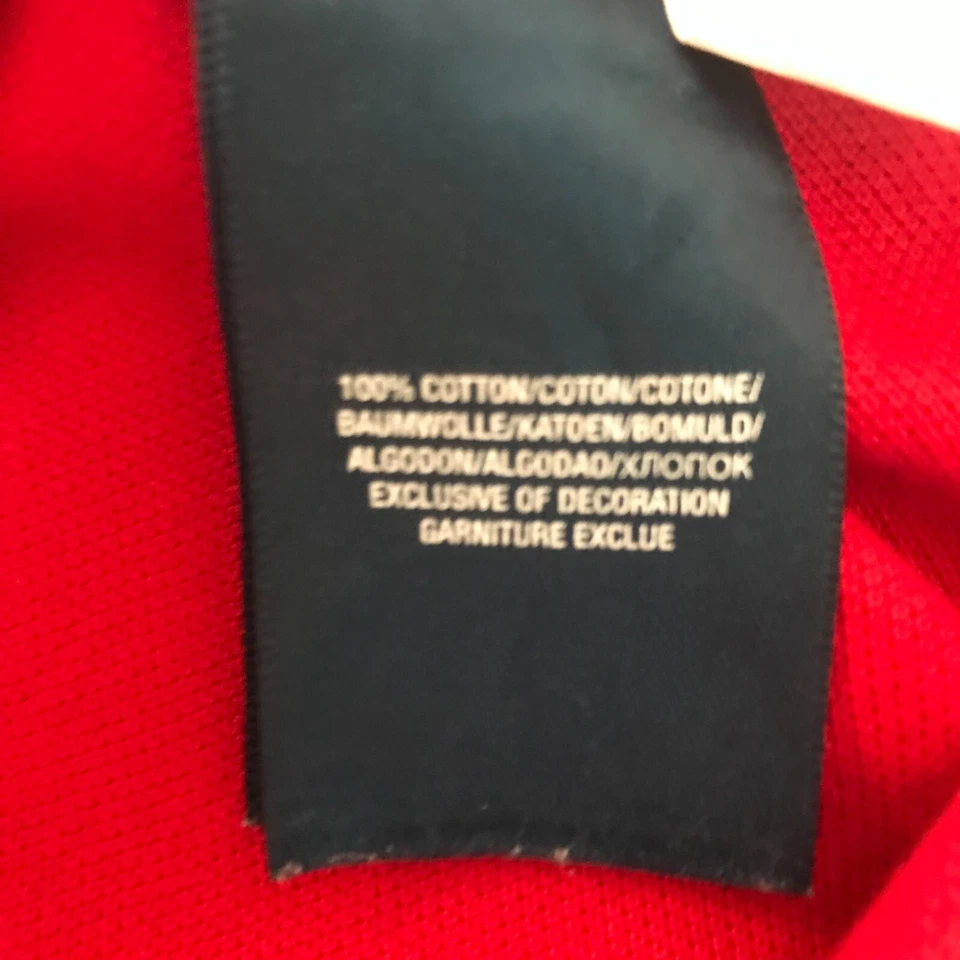 100% COTTON/COTON/COTONE/
BAUMWOLLE/KATOEN/BOMULD/
ALGODON/ALGODAO/ХЛОПОК
EXCLUSIVE OF DECORATION
GARNITURE EXCLUE